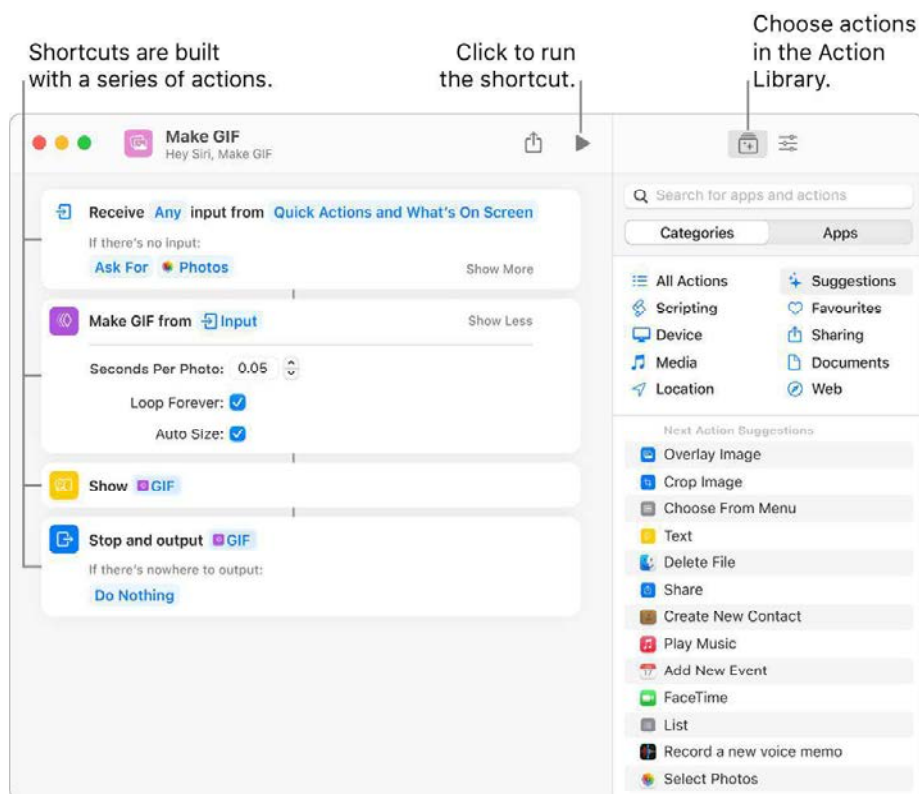 Shortcuts are built
with a series of actions.
Click to run
the shortcut.
Choose actions
in the Action
Library.
Make GIF
Hey Siri, Make GIF
Receive Any input from Quick Actions and What's On Screen
If there's no input:
Ask For Photos
Show More
Make GIF from Input
Show Less
Seconds Per Photo: 0.05
Loop Forever:
Auto Size:
Show GIF
Stop and output GIF
If there's nowhere to output:
Do Nothing
Search for apps and actions
Categories Apps
All Actions Suggestions
Scripting Favourites
Device Sharing
Media Documents
Location Web
Next Action Suggestions
Overlay Image
Crop Image
Choose From Menu
Text
Delete File
Share
Create New Contact
Play Music
17 Add New Event
FaceTime
List
Record a new voice memo
Select Photos